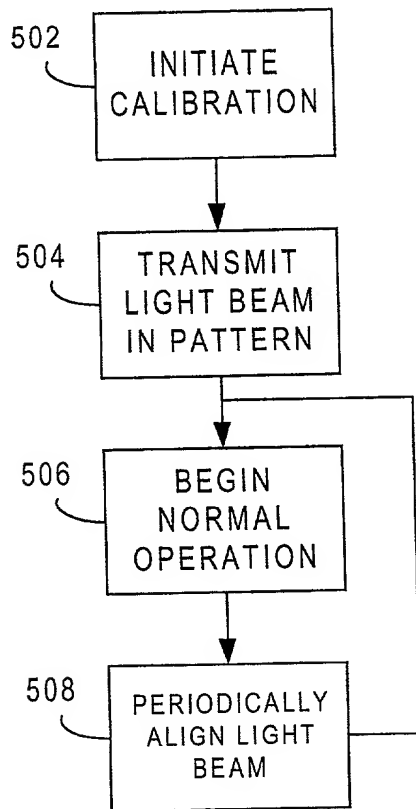 502
INITIATE
CALIBRATION
504
TRANSMIT
LIGHT BEAM
IN PATTERN
506
BEGIN
NORMAL
OPERATION
508
PERIODICALLY
ALIGN LIGHT
BEAM